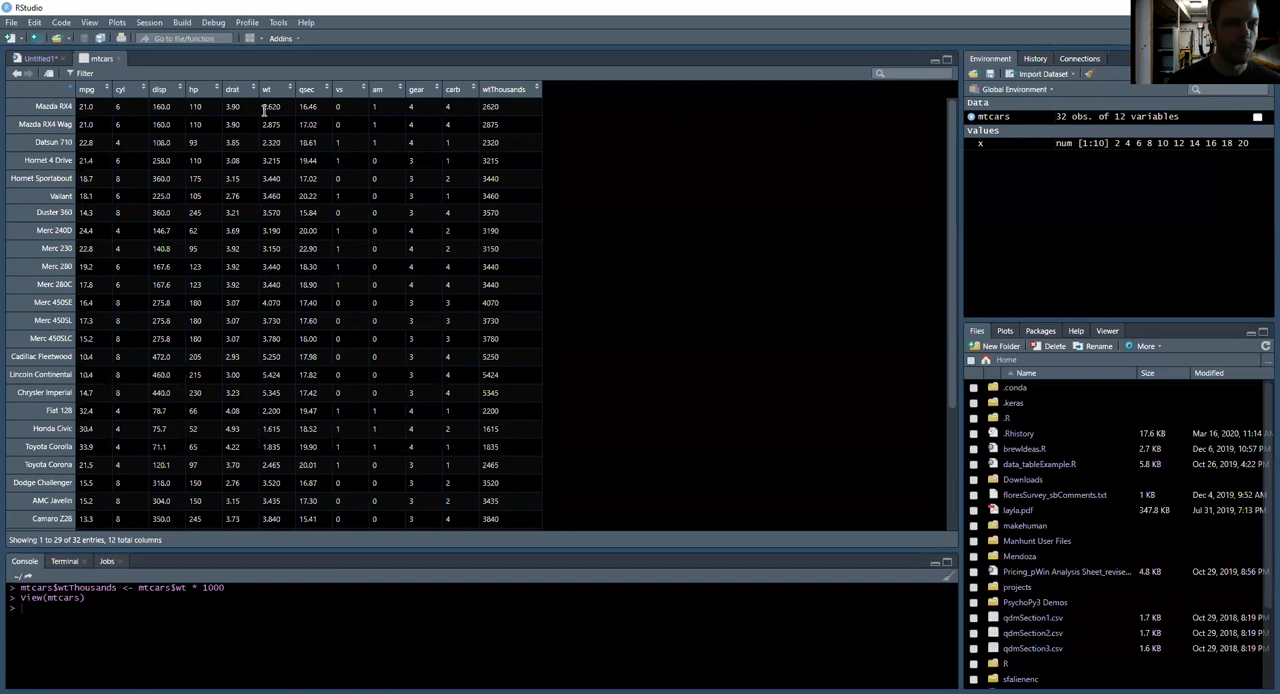 RStudio
File Edit Code View Plots Session Build Debug Profile Tools Help
Go to file/function Addins
Untitled1* × mtcars ×
Filter
mpg cyl disp hp drat wt qsec vs am gear carb wtThousands
Mazda RX4 21.0 6 160.0 110 3.90 2.620 16.46 0 1 4 4 2620
Mazda RX4 Wag 21.0 6 160.0 110 3.90 2.875 17.02 0 1 4 4 2875
Datsun 710 22.8 4 108.0 93 3.85 2.320 18.61 1 1 4 1 2320
Hornet 4 Drive 21.4 6 258.0 110 3.08 3.215 19.44 1 0 3 1 3215
Hornet Sportabout 18.7 8 360.0 175 3.15 3.440 17.02 0 0 3 2 3440
Valiant 18.1 6 225.0 105 2.76 3.460 20.22 1 0 3 1 3460
Duster 360 14.3 8 360.0 245 3.21 3.570 15.84 0 0 3 4 3570
Merc 240D 24.4 4 146.7 62 3.69 3.190 20.00 1 0 4 2 3190
Merc 230 22.8 4 140.8 95 3.92 3.150 22.90 1 0 4 2 3150
Merc 280 19.2 6 167.6 123 3.92 3.440 18.30 1 0 4 4 3440
Merc 280C 17.8 6 167.6 123 3.92 3.440 18.90 1 0 4 4 3440
Merc 450SE 16.4 8 275.8 180 3.07 4.070 17.40 0 0 3 3 4070
Merc 450SL 17.3 8 275.8 180 3.07 3.730 17.60 0 0 3 3 3730
Merc 450SLC 15.2 8 275.8 180 3.07 3.780 18.00 0 0 3 3 3780
Cadillac Fleetwood 10.4 8 472.0 205 2.93 5.250 17.98 0 0 3 4 5250
Lincoln Continental 10.4 8 460.0 215 3.00 5.424 17.82 0 0 3 4 5424
Chrysler Imperial 14.7 8 440.0 230 3.23 5.345 17.42 0 0 3 4 5345
Fiat 128 32.4 4 78.7 66 4.08 2.200 19.47 1 1 4 1 2200
Honda Civic 30.4 4 75.7 52 4.93 1.615 18.52 1 1 4 2 1615
Toyota Corolla 33.9 4 71.1 65 4.22 1.835 19.90 1 1 4 1 1835
Toyota Corona 21.5 4 120.1 97 3.70 2.465 20.01 1 0 3 1 2465
Dodge Challenger 15.5 8 318.0 150 2.76 3.520 16.87 0 0 3 2 3520
AMC Javelin 15.2 8 304.0 150 3.15 3.435 17.30 0 0 3 2 3435
Camaro Z28 13.3 8 350.0 245 3.73 3.840 15.41 0 0 3 4 3840
Showing 1 to 29 of 32 entries, 12 total columns
Console Terminal × Jobs ×
~/
> mtcars$wtThousands <- mtcars$wt * 1000
> View(mtcars)
>
Environment History Connections
Import Dataset
Global Environment
Data
mtcars 32 obs. of 12 variables
Values
x num [1:10] 2 4 6 8 10 12 14 16 18 20
Files Plots Packages Help Viewer
New Folder Delete Rename More
Home ...
Name Size Modified
.conda
.keras
.R
.Rhistory 17.6 KB Mar 16, 2020, 11:14 A
brewIdeas.R 2.7 KB Dec 6, 2019, 10:57 P
data_tableExample.R 5.8 KB Oct 26, 2019, 4:22 P
Downloads
floresSurvey_sbComments.txt 1 KB Dec 4, 2019, 9:52 A
layla.pdf 347.8 KB Jul 31, 2019, 7:13 P
makehuman
Manhunt User Files
Mendoza
Pricing_pWin Analysis Sheet_revise... 4.8 KB Oct 29, 2019, 8:56 P
projects
PsychoPy3 Demos
qdmSection1.csv 1.7 KB Oct 29, 2018, 8:19 P
qdmSection2.csv 1.7 KB Oct 29, 2018, 8:19 P
qdmSection3.csv 1.6 KB Oct 29, 2018, 8:19 P
R
sfalienenc